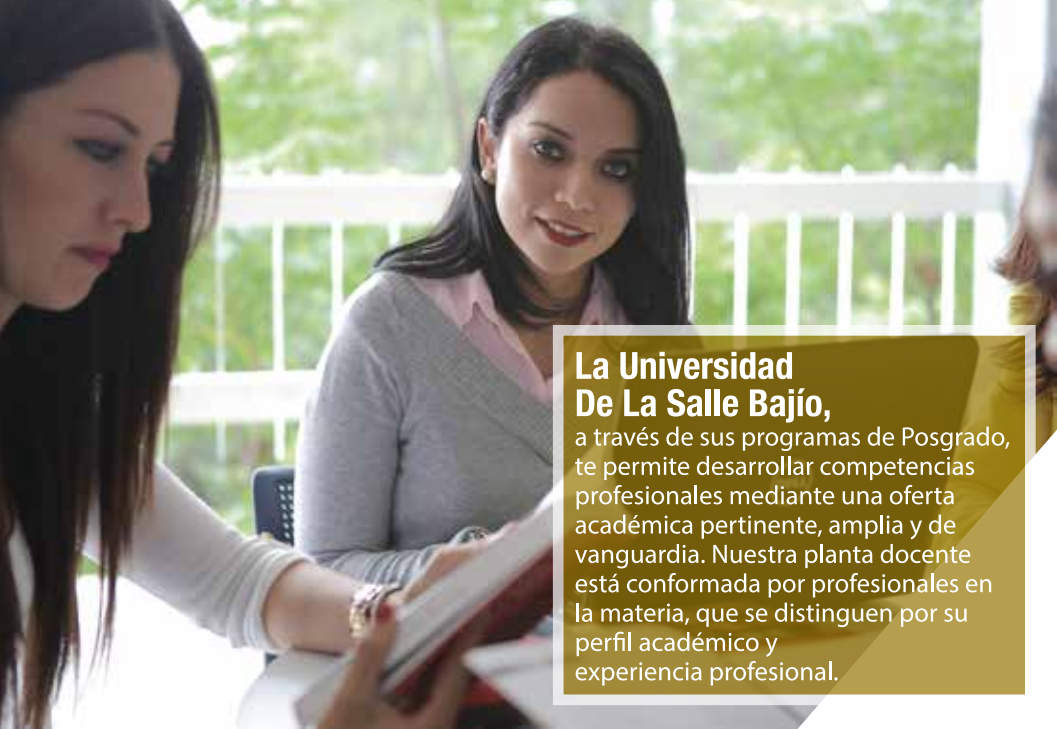 La Universidad
De La Salle Bajío,
a través de sus programas de Posgrado,
te permite desarrollar competencias
profesionales mediante una oferta
académica pertinente, amplia y de
vanguardia. Nuestra planta docente
está conformada por profesionales en
la materia, que se distinguen por su
perfil académico y
experiencia profesional.